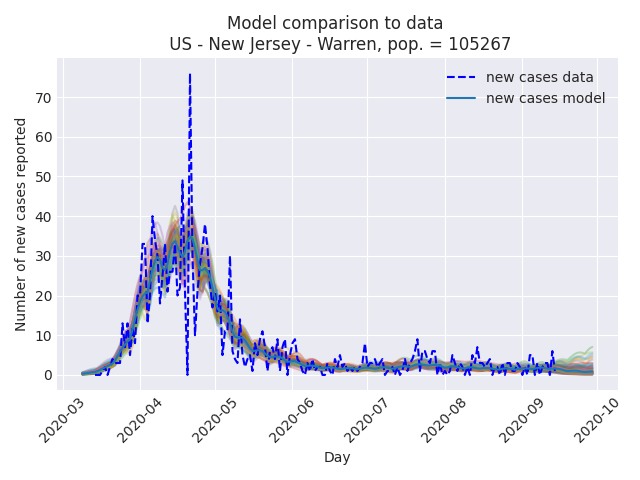 Model comparison to data
US - New Jersey - Warren, pop. = 105267
new cases data
new cases model
Number of new cases reported
70
60
50
40
30
20
10
0
2020-03
2020-04
2020-05
2020-06
2020-07
2020-08
2020-09
2020-10
Day